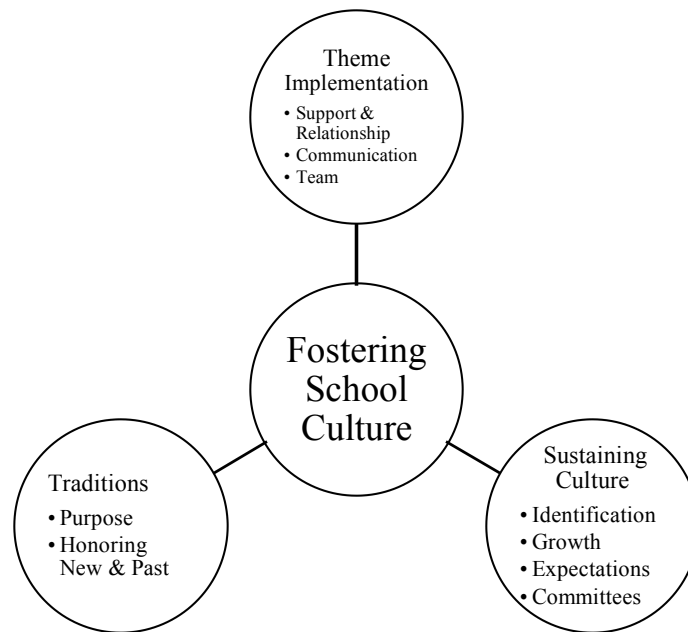 Theme
Implementation
• Support &
Relationship
• Communication
• Team
Fostering
School
Culture
Traditions
• Purpose
• Honoring
New & Past
Sustaining
Culture
• Identification
• Growth
• Expectations
• Committees